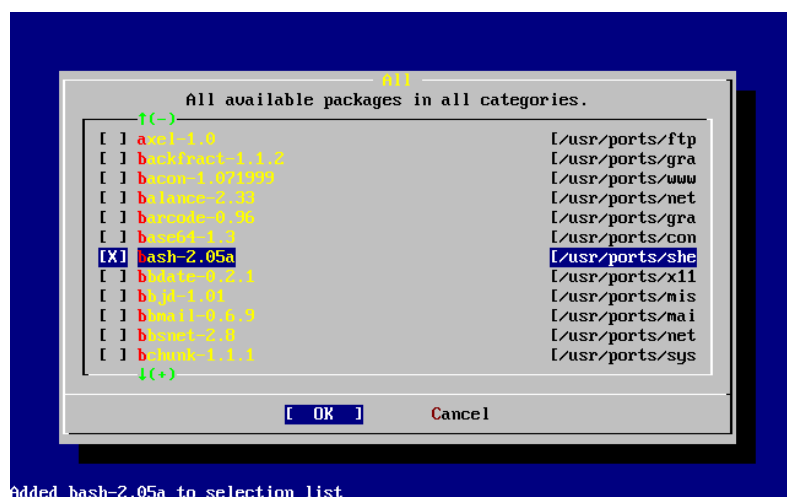 All
All available packages in all categories.
↑(-)
[ ] axel-1.0 [/usr/ports/ftp
[ ] backfract-1.1.2 [/usr/ports/gra
[ ] bacon-1.071999 [/usr/ports/www
[ ] balance-2.33 [/usr/ports/net
[ ] barcode-0.96 [/usr/ports/gra
[ ] base64-1.3 [/usr/ports/con
[X] bash-2.05a [/usr/ports/she
[ ] bbdate-0.2.1 [/usr/ports/x11
[ ] bbjd-1.01 [/usr/ports/mis
[ ] bbmail-0.6.9 [/usr/ports/mai
[ ] bbsnet-2.8 [/usr/ports/net
[ ] bchunk-1.1.1 [/usr/ports/sys
↓(+)
[ OK ] Cancel
Added bash-2.05a to selection list